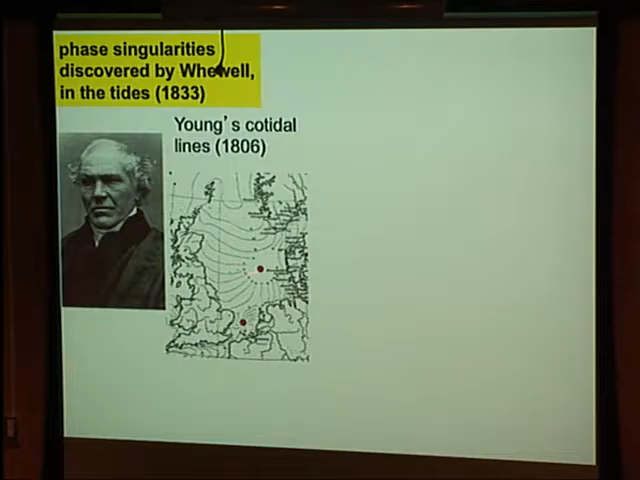 phase singularities
discovered by Whewell,
in the tides (1833)
Young's cotidal
lines (1806)